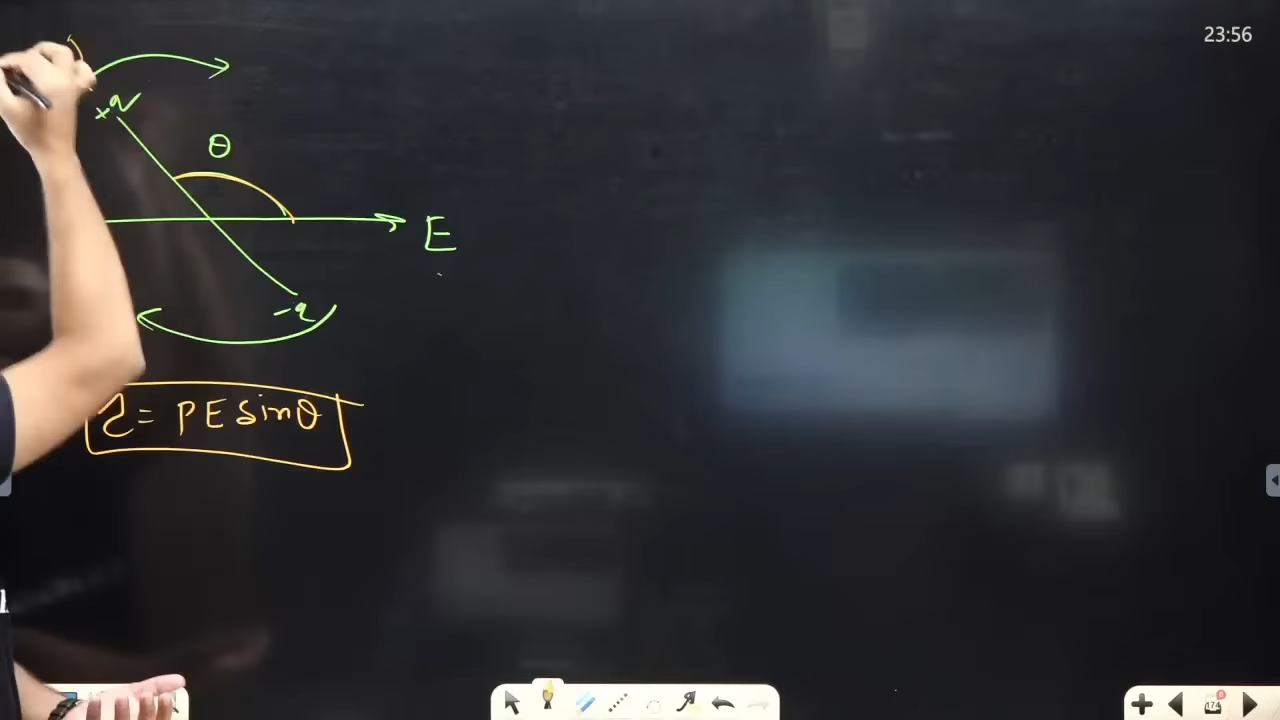 23:56
+q
θ
E
-q
τ = PE sinθ